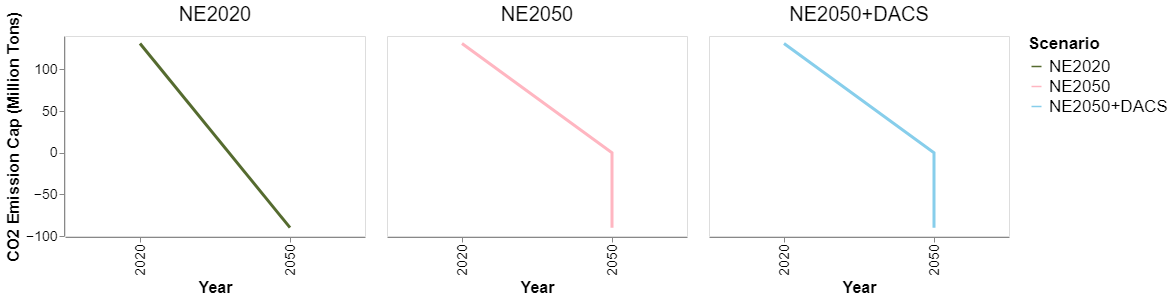 NE2020 NE2050 NE2050+DACS
CO2 Emission Cap (Million Tons)
100
50
0
−50
−100
2020 2050 2020 2050 2020 2050
Year Year Year
Scenario
NE2020
NE2050
NE2050+DACS